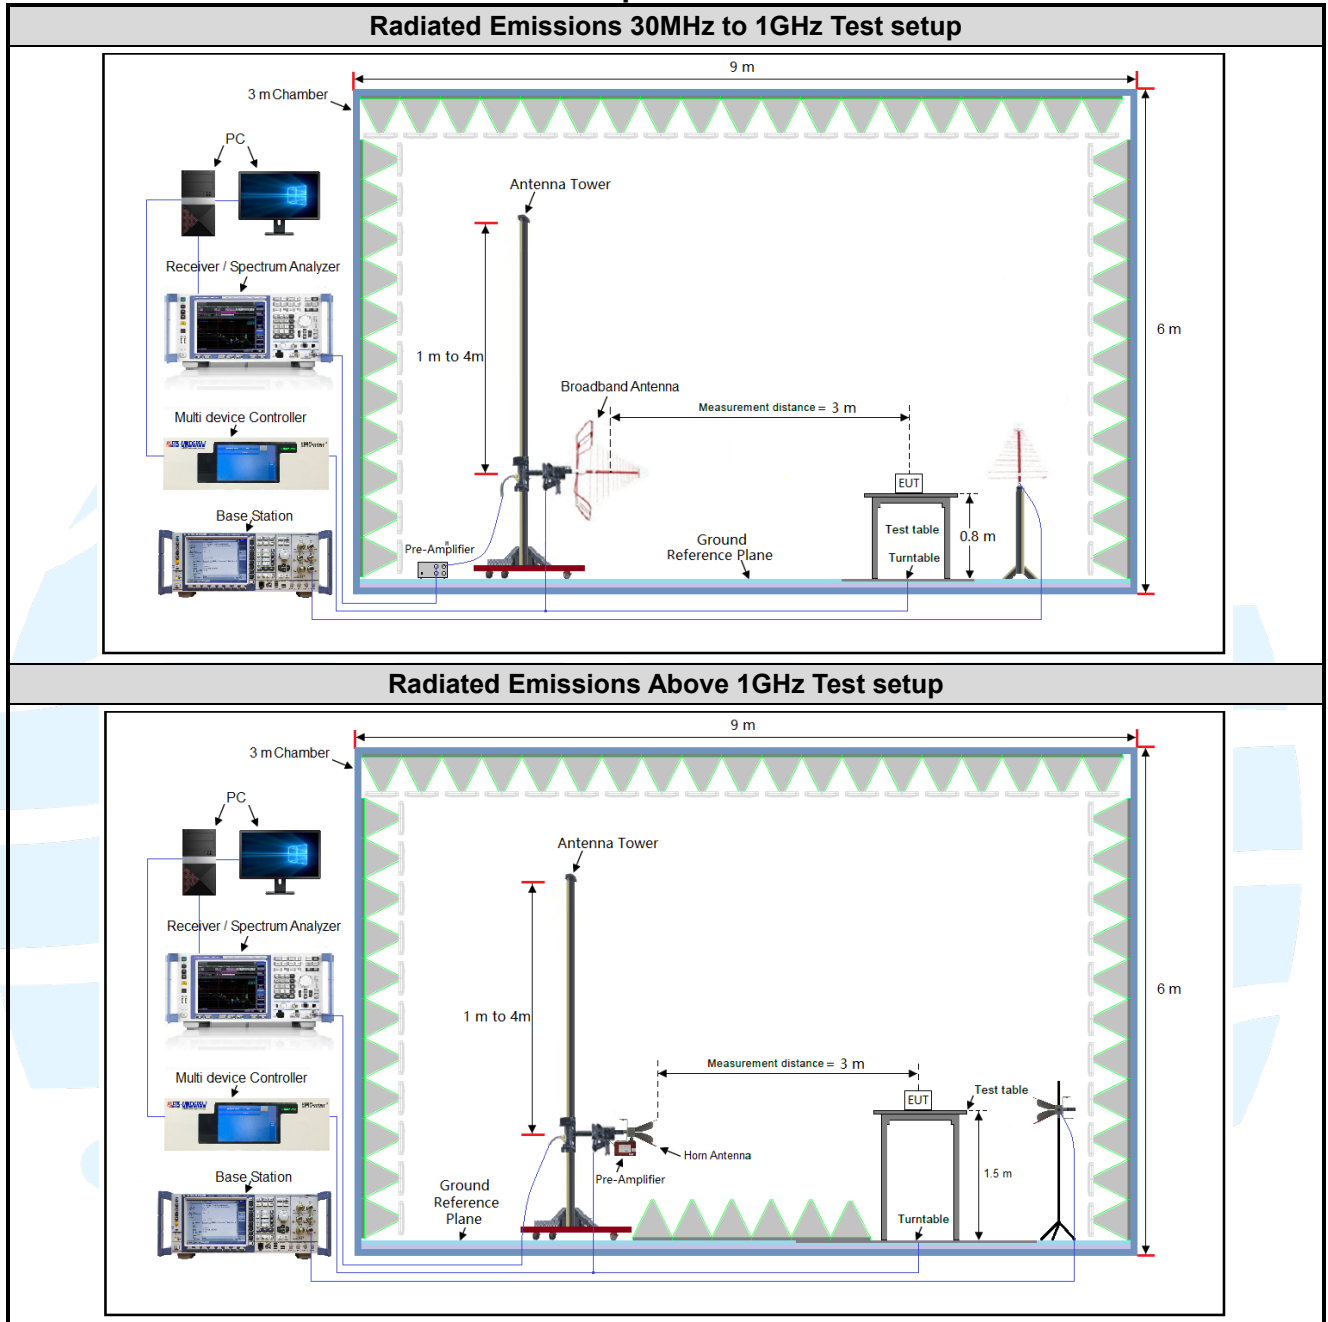 Radiated Emissions 30MHz to 1GHz Test setup
9 m
3 m Chamber
PC
Antenna Tower
Receiver / Spectrum Analyzer
6 m
1 m to 4m
Broadband Antenna
Measurement distance = 3 m
Multi device Controller
EUT
Base Station
Test table
0.8 m
Pre-Amplifier
Ground
Reference Plane
Turntable
Radiated Emissions Above 1GHz Test setup
9 m
3 m Chamber
PC
Antenna Tower
Receiver / Spectrum Analyzer
6 m
1 m to 4m
Measurement distance = 3 m
Multi device Controller
Test table
EUT
Horn Antenna
Pre-Amplifier
1.5 m
Base Station
Ground
Reference
Plane
Turntable